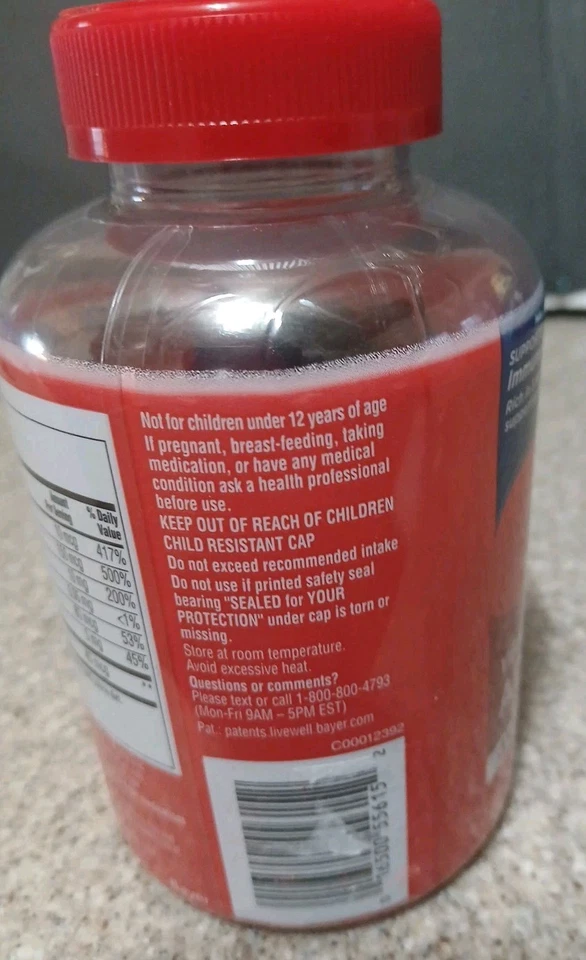 Not for children under 12 years of age
If pregnant, breast-feeding, taking
medication, or have any medical
condition ask a health professional
before use.
KEEP OUT OF REACH OF CHILDREN
CHILD RESISTANT CAP
Do not exceed recommended intake
Do not use if printed safety seal
bearing "SEALED for YOUR
PROTECTION" under cap is torn or
missing.
Store at room temperature.
Avoid excessive heat.
Questions or comments?
Please text or call 1-800-800-4793
(Mon-Fri 9AM – 5PM EST)
Pat.: patents.livewell.bayer.com
C00012392
0 16500 55615 2
% Daily
Value
417%
500%
200%
<1%
53%
45%